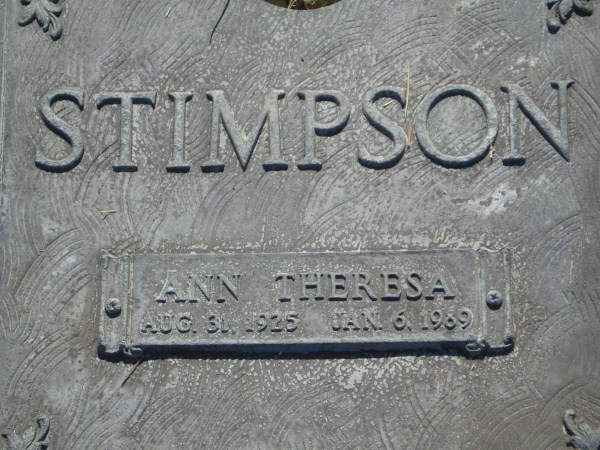 STIMPSON
ANN THERESA
AUG. 31, 1925 JAN. 6, 1969